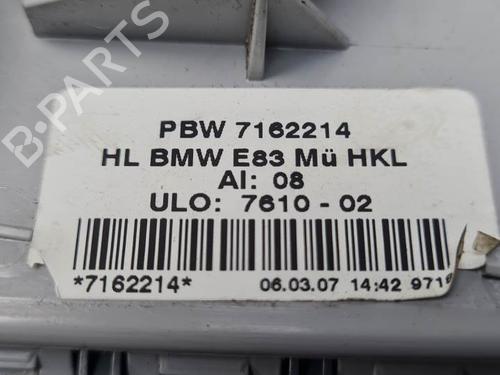 PBW 7162214
HL BMW E83 Mü HKL
AI: 08
ULO: 7610 - 02
*7162214*
06.03.07 14:42
B-PARTS